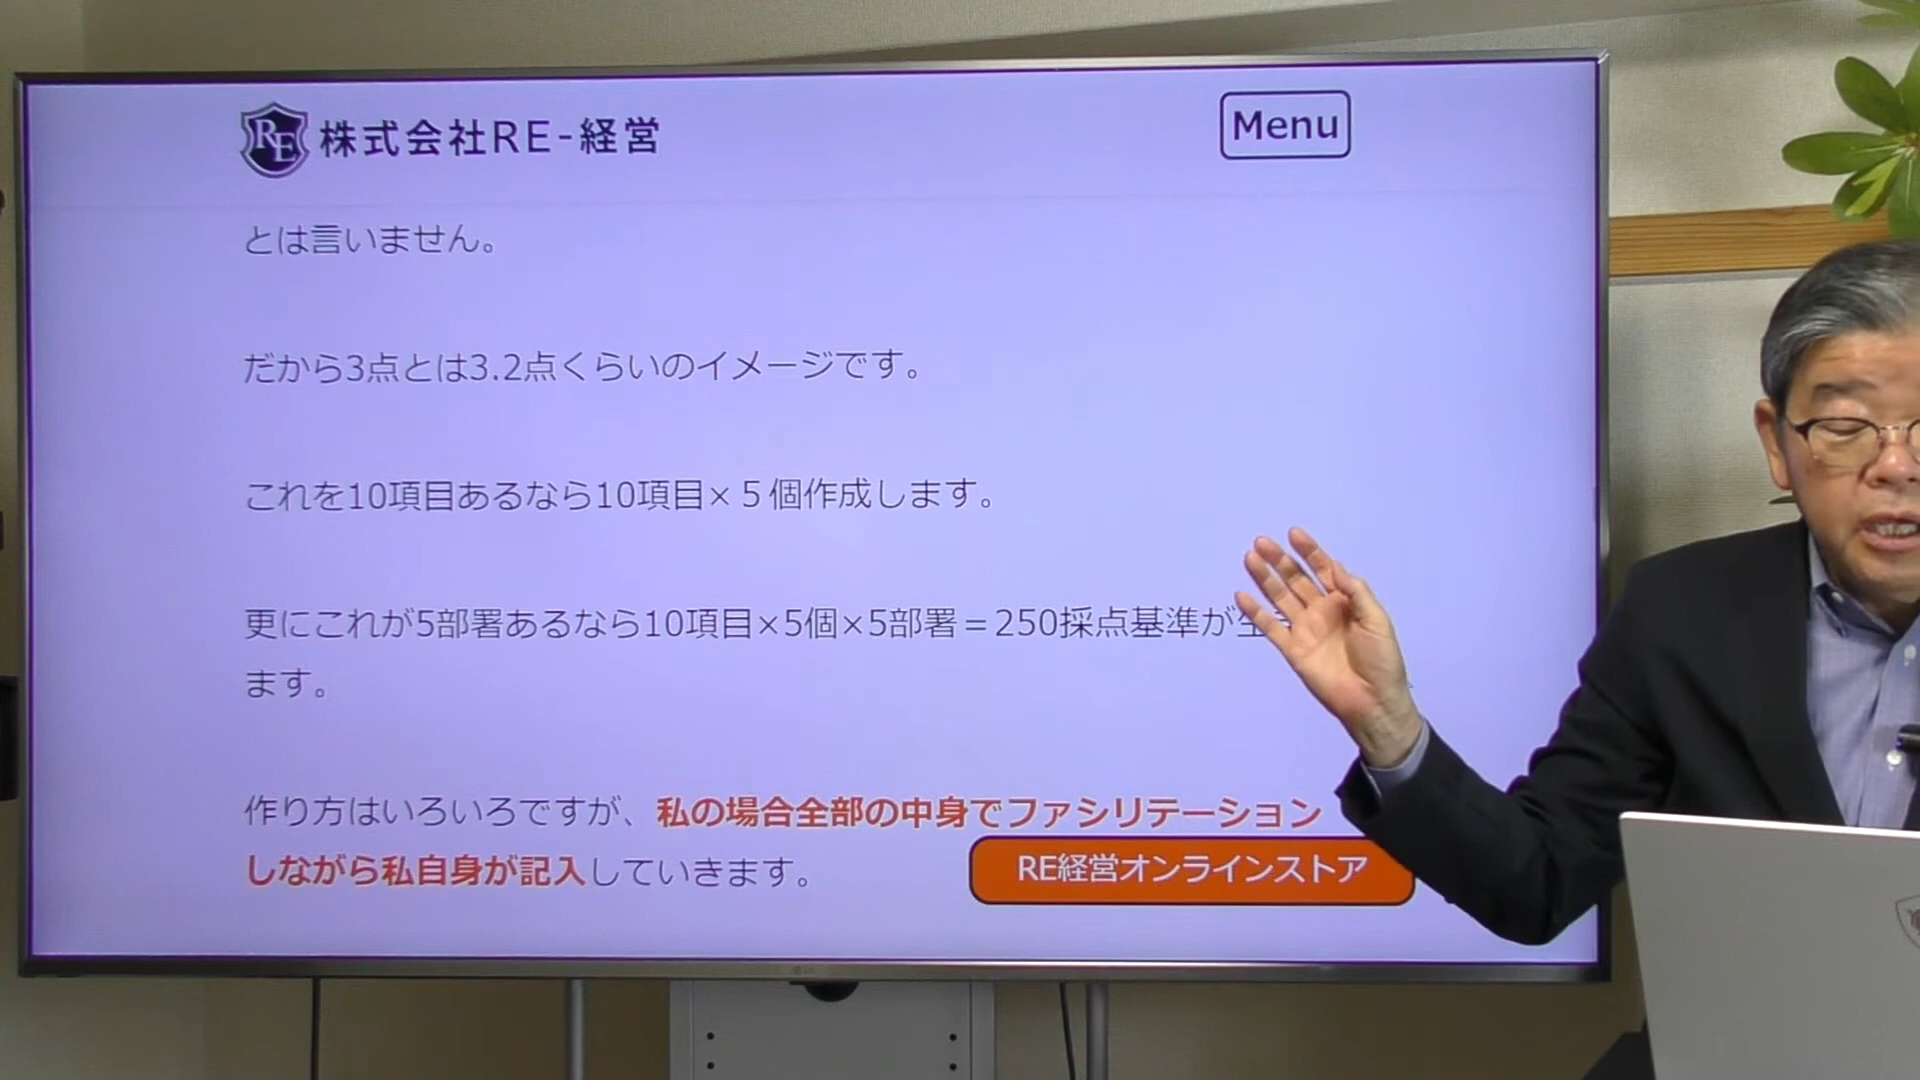 RE 株式会社RE-経営
Menu
とは言いません。
だから3点とは3.2点くらいのイメージです。
これを10項目あるなら10項目×５個作成します。
更にこれが5部署あるなら10項目×5個×5部署＝250採点基準が
ます。
作り方はいろいろですが、私の場合全部の中身でファシリテーション
しながら私自身が記入していきます。
RE経営オンラインストア